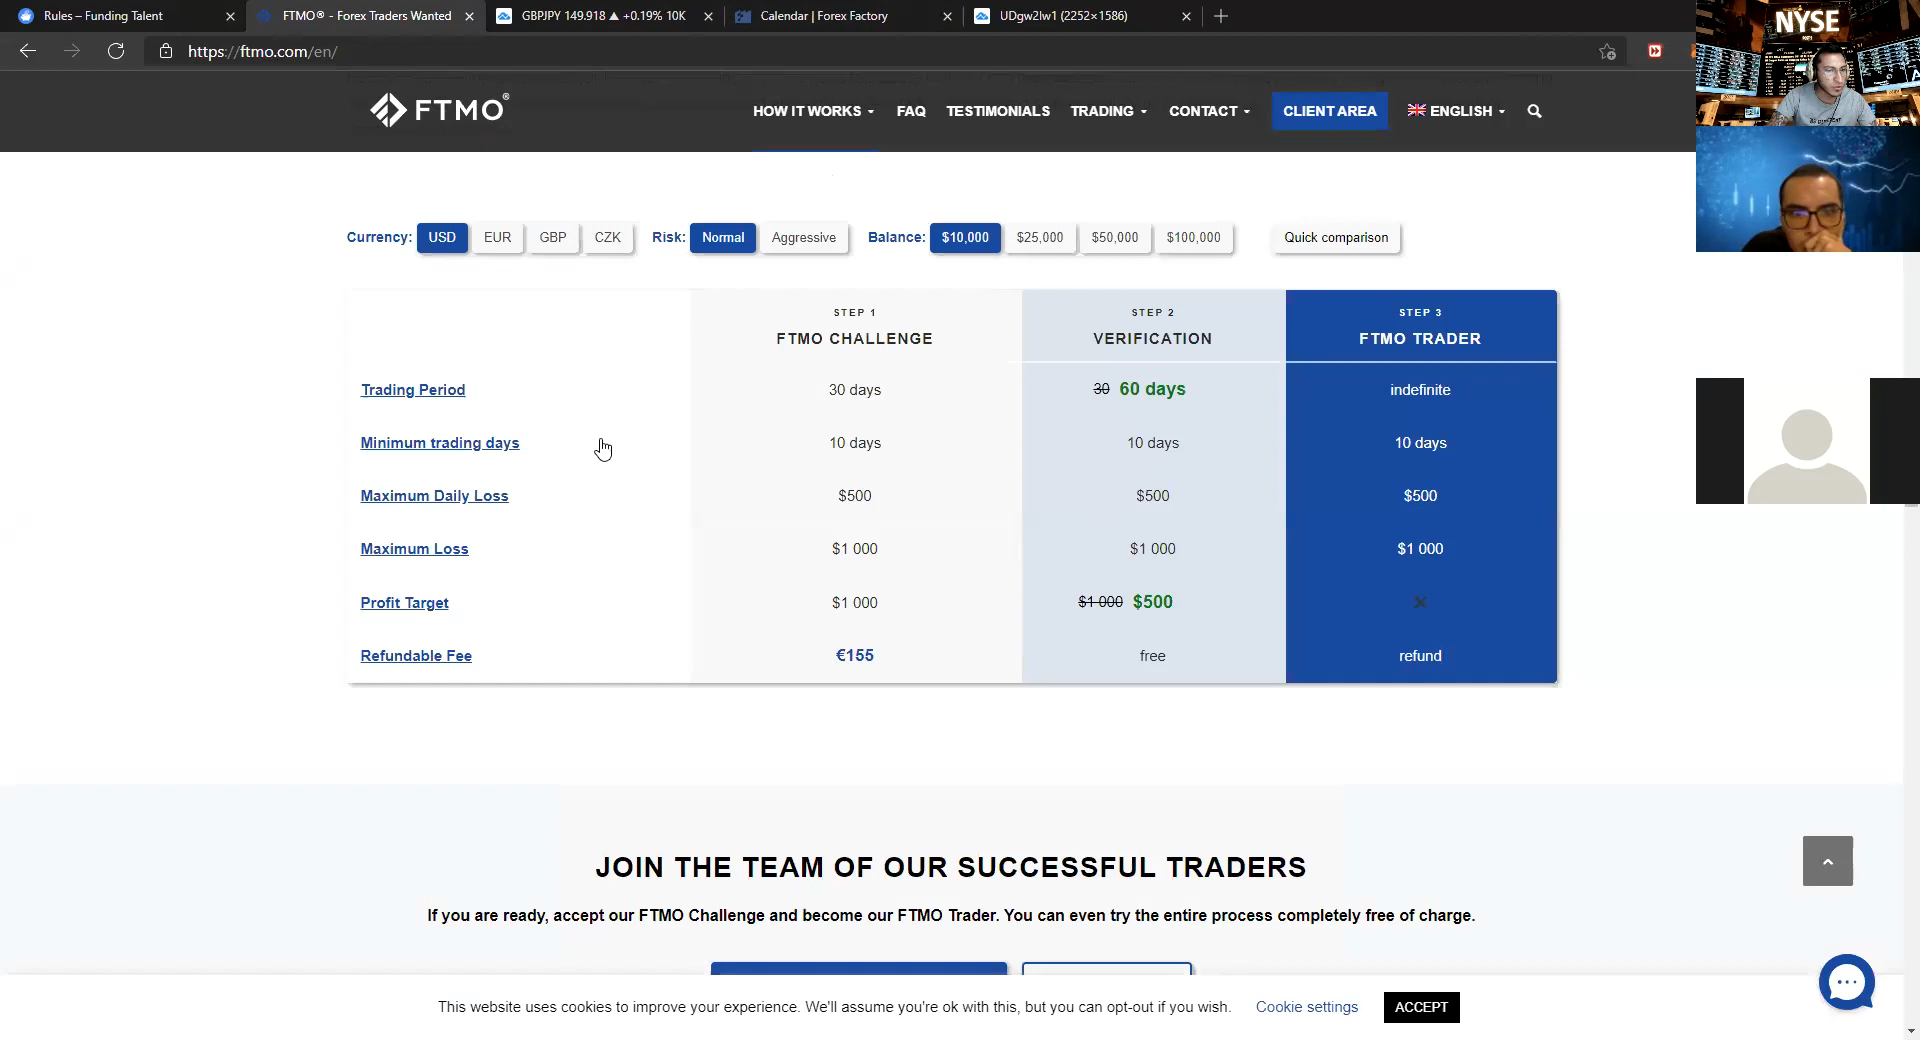 Rules – Funding Talent
FTMO® - Forex Traders Wanted
GBPJPY 149.918 ▲ +0.19% 10K
Calendar | Forex Factory
UDgw2lw1 (2252×1586)
https://ftmo.com/en/
NYSE
FTMO®
HOW IT WORKS
FAQ
TESTIMONIALS
TRADING
CONTACT
CLIENT AREA
ENGLISH
Currency: USD EUR GBP CZK Risk: Normal Aggressive Balance: $10,000 $25,000 $50,000 $100,000 Quick comparison
STEP 1 STEP 2 STEP 3
FTMO CHALLENGE VERIFICATION FTMO TRADER
Trading Period 30 days 30 60 days indefinite
Minimum trading days 10 days 10 days 10 days
Maximum Daily Loss $500 $500 $500
Maximum Loss $1 000 $1 000 $1 000
Profit Target $1 000 $1 000 $500 ×
Refundable Fee €155 free refund
JOIN THE TEAM OF OUR SUCCESSFUL TRADERS
If you are ready, accept our FTMO Challenge and become our FTMO Trader. You can even try the entire process completely free of charge.
This website uses cookies to improve your experience. We'll assume you're ok with this, but you can opt-out if you wish. Cookie settings ACCEPT